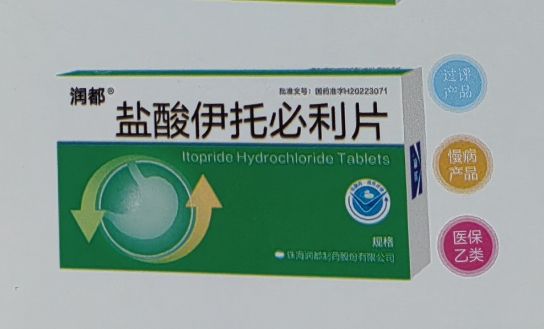 润都®
批准文号：国药准字H20223071
盐酸伊托必利片
Itopride Hydrochloride Tablets
规格
珠海润都制药股份有限公司
过评
产品
慢病
产品
医保
乙类